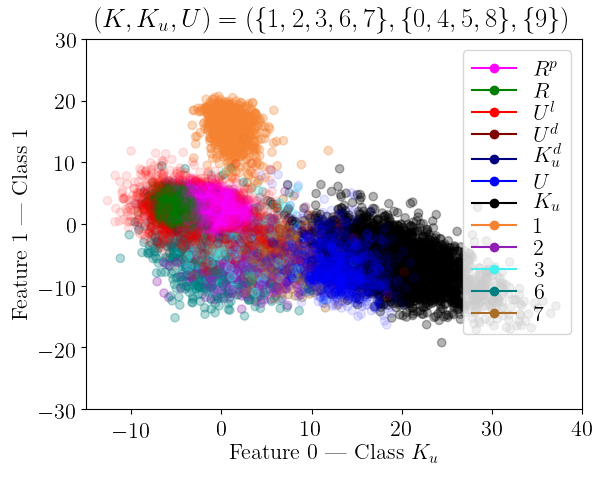 (K, K_u, U) = ({1, 2, 3, 6, 7}, {0, 4, 5, 8}, {9})
30
20
10
0
−10
−20
−30
Feature 1 — Class 1
R^p
R
U^l
U^d
K_u^d
U
K_u
1
2
3
6
7
−10
0
10
20
30
40
Feature 0 — Class K_u